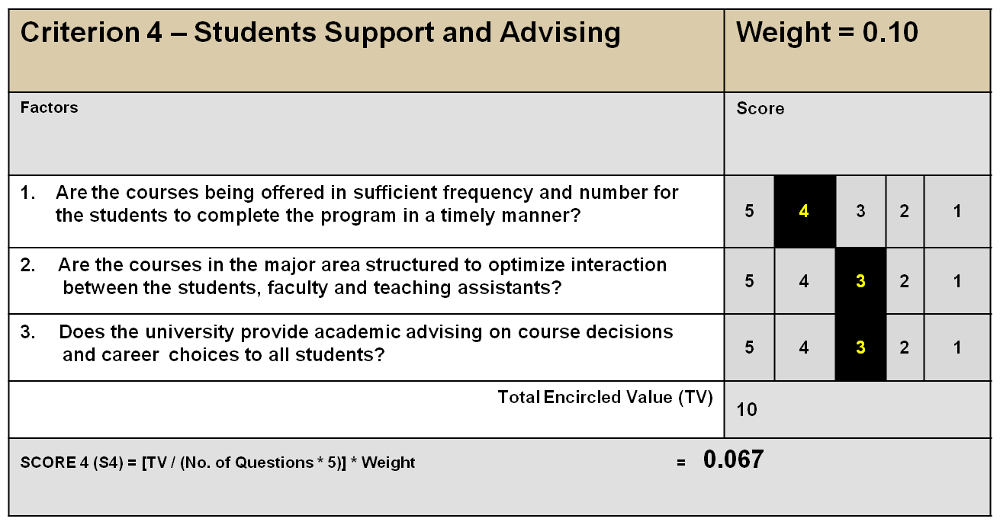 Criterion 4 – Students Support and Advising
Weight = 0.10
Factors
Score
1. Are the courses being offered in sufficient frequency and number for
the students to complete the program in a timely manner?
5 4 3 2 1
2. Are the courses in the major area structured to optimize interaction
between the students, faculty and teaching assistants?
5 4 3 2 1
3. Does the university provide academic advising on course decisions
and career choices to all students?
5 4 3 2 1
Total Encircled Value (TV)
10
SCORE 4 (S4) = [TV / (No. of Questions * 5)] * Weight = 0.067